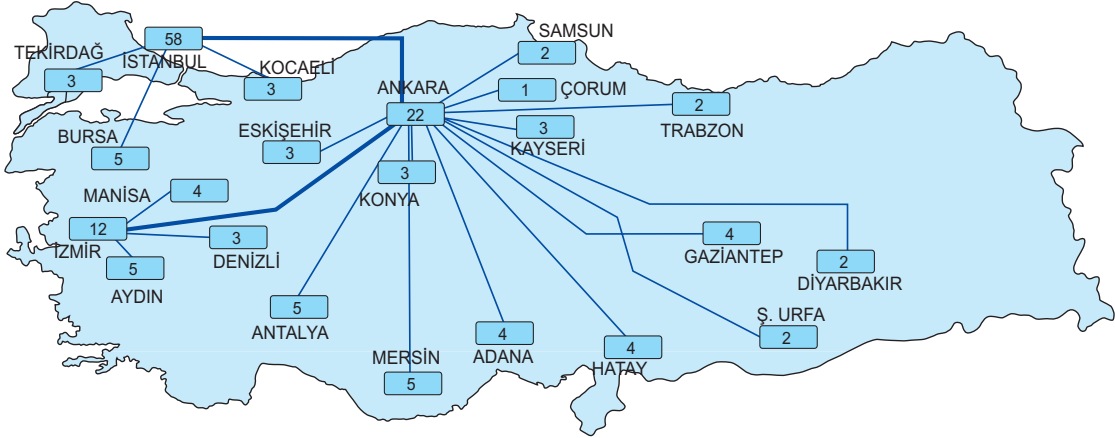 SAMSUN
2
58
İSTANBUL
TEKİRDAĞ
3
KOCAELİ
3
ANKARA
22
1
ÇORUM
2
TRABZON
3
KAYSERİ
ESKİŞEHİR
3
BURSA
5
3
KONYA
MANİSA
4
12
İZMİR
3
DENİZLİ
5
AYDIN
4
GAZİANTEP
2
DİYARBAKIR
5
ANTALYA
Ş. URFA
2
4
ADANA
4
HATAY
MERSİN
5